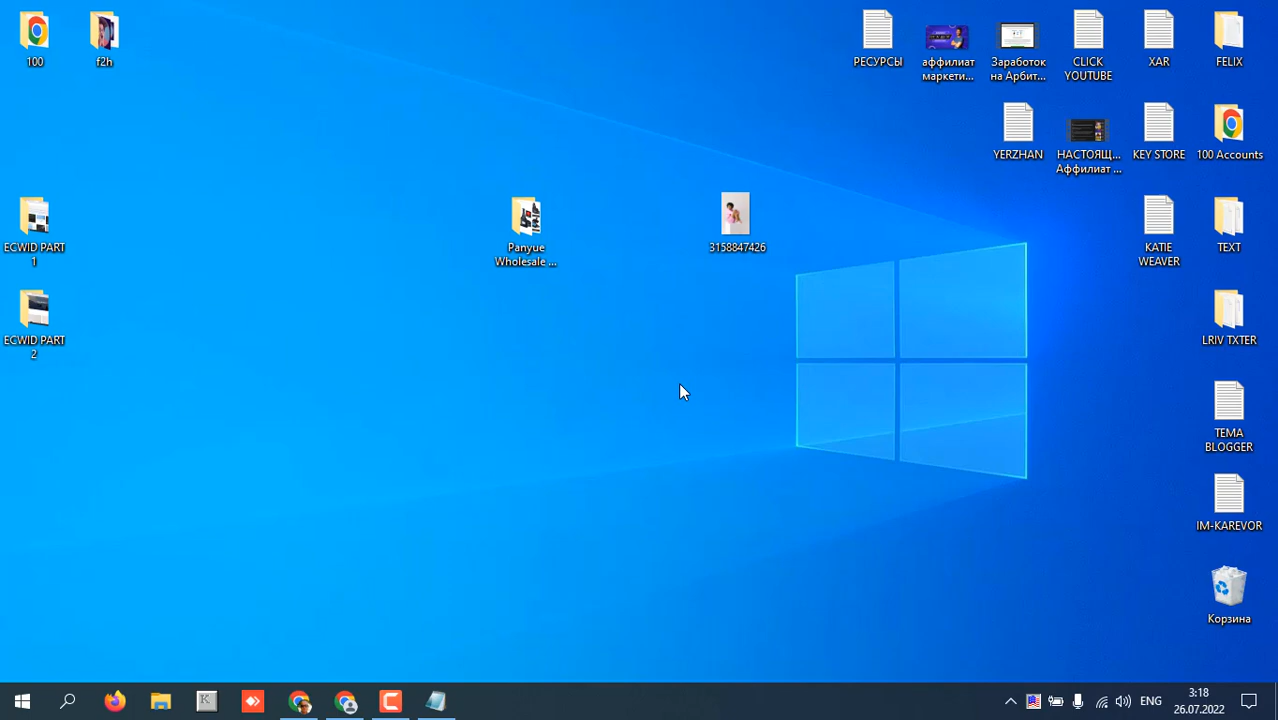 100
f2h
РЕСУРСЫ
аффилиат
маркети...
Заработок
на Арбит...
CLICK
YOUTUBE
XAR
FELIX
YERZHAN
НАСТОЯЩ...
Аффилиат ...
KEY STORE
100 Accounts
ECWID PART
1
Panyue
Wholesale ...
3158847426
KATIE
WEAVER
TEXT
ECWID PART
2
LRIV TXTER
TEMA
BLOGGER
IM-KAREVOR
Корзина
K
ENG
3:18
26.07.2022